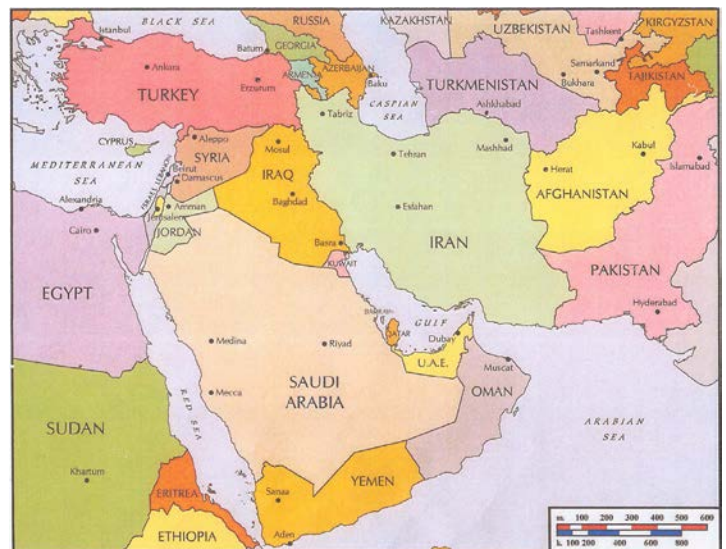 BLACK SEA
RUSSIA
KAZAKHSTAN
UZBEKISTAN
Tashkent
KIRGYZSTAN
Istanbul
Batum
GEORGIA
Samarkand
Ankara
ARMENIA
AZERBAIJAN
Baku
TURKMENISTAN
Bukhara
TAJIKISTAN
Erzurum
TURKEY
CASPIAN
SEA
Ashkhabad
Tabriz
CYPRUS
Aleppo
Mosul
Tehran
Mashhad
Kabul
MEDITERRANEAN
SEA
SYRIA
Beirut
LEBANON
Damascus
IRAQ
Herat
Islamabad
Alexandria
ISRAEL
Amman
Baghdad
Esfahan
AFGHANISTAN
Jerusalem
Cairo
JORDAN
Basra
IRAN
KUWAIT
PAKISTAN
EGYPT
BAHRAIN
GULF
Hyderabad
QATAR
Dubay
Medina
Riyad
U.A.E.
Muscat
Mecca
SAUDI
ARABIA
OMAN
RED SEA
ARABIAN
SEA
SUDAN
Khartum
ERITREA
Sanaa
YEMEN
ETHIOPIA
Aden
m. 100 200 300 400 500 600
k. 100 200 400 600 800